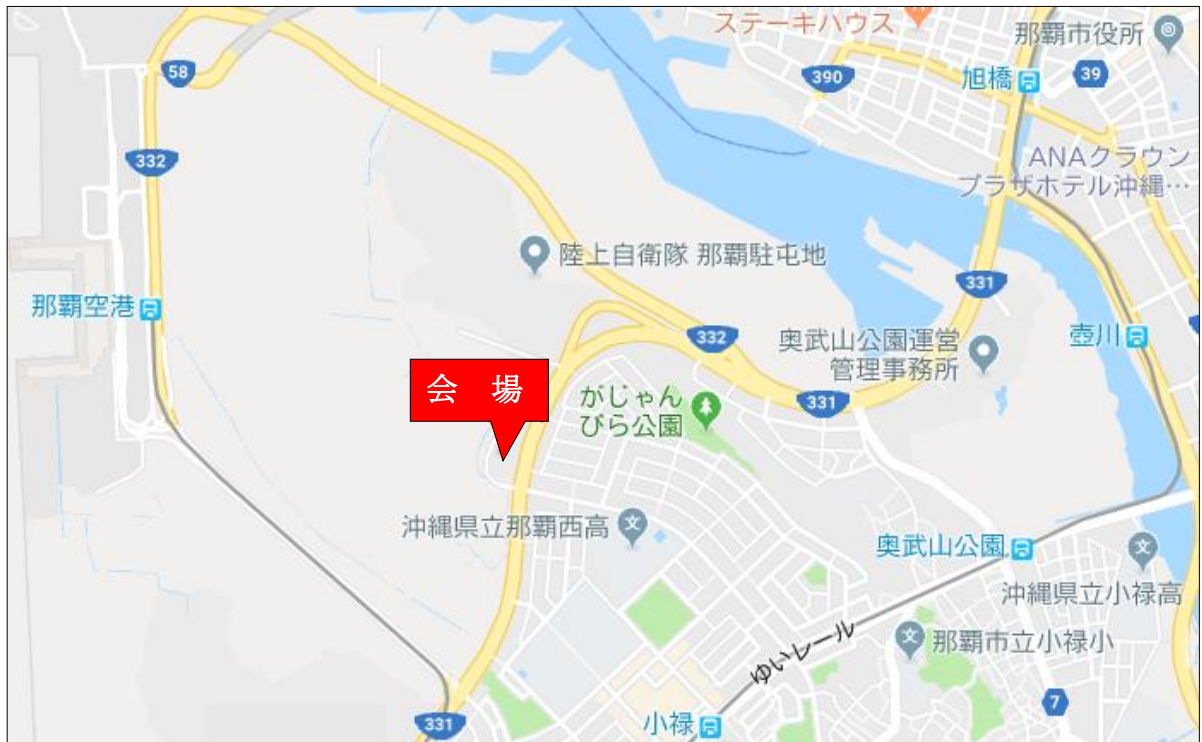 ステーキハウス
那覇市役所
58
390
旭橋
39
332
ANAクラウン
プラザホテル沖縄…
陸上自衛隊 那覇駐屯地
331
那覇空港
332
奥武山公園運営
管理事務所
壺川
会 場
がじゃん
びら公園
331
沖縄県立那覇西高
文
奥武山公園
文
沖縄県立小禄高
ゆいレール
文
那覇市立小禄小
7
331
小禄